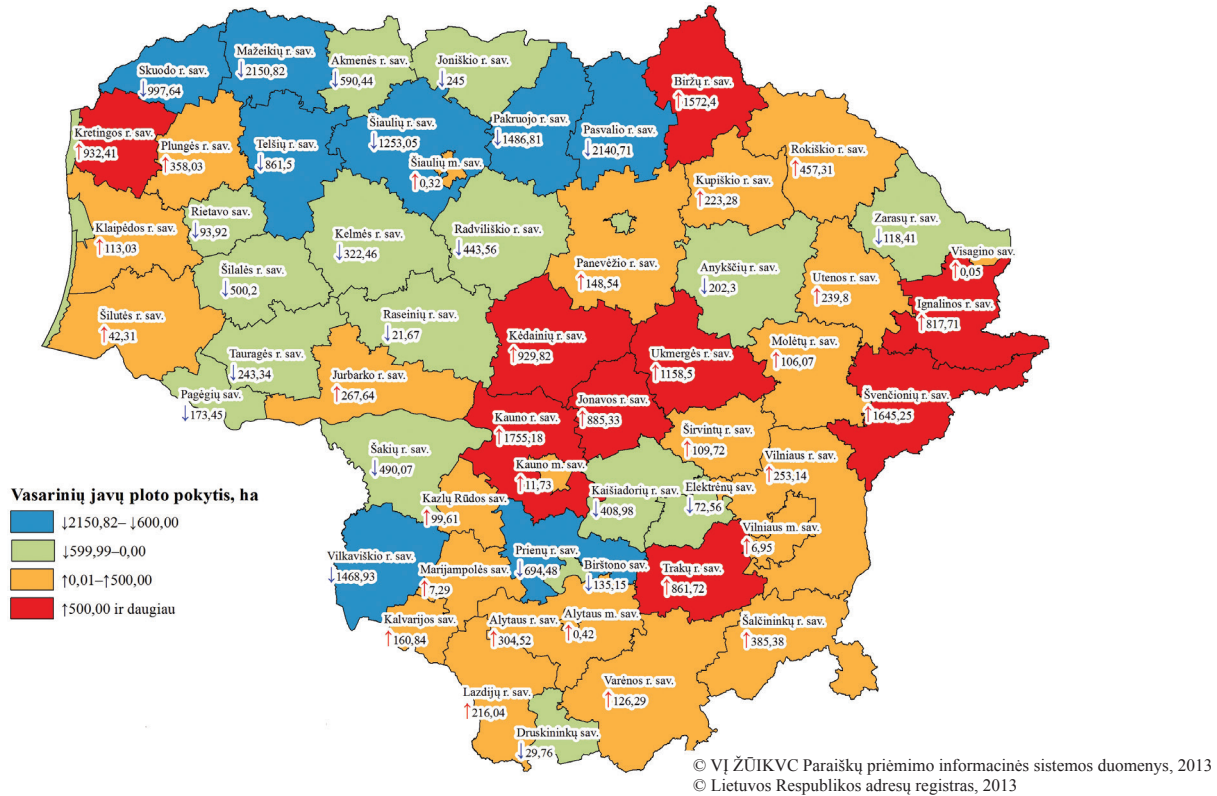 Mažeikių r. sav.
↓2150,82
Akmenės r. sav.
↓590,44
Joniškio r. sav.
↓245
Skuodo r. sav.
↓997,64
Biržų r. sav.
↑1572,4
Kretingos r. sav.
↑932,41
Plungės r. sav.
↑358,03
Telšių r. sav.
↓861,5
Šiaulių r. sav.
↓1253,05
Šiaulių m. sav.
↑0,32
Pakruojo r. sav.
↓1486,81
Pasvalio r. sav.
↓2140,71
Rokiškio r. sav.
↑457,31
Kupiškio r. sav.
↑223,28
Klaipėdos r. sav.
↑113,03
Rietavo sav.
↓93,92
Kelmės r. sav.
↓322,46
Radviliškio r. sav.
↓443,56
Zarasų r. sav.
↓118,41
Visagino sav.
↑0,05
Šilalės r. sav.
↓500,2
Panevėžio r. sav.
↑148,54
Anykščių r. sav.
↓202,3
Utenos r. sav.
↑239,8
Ignalinos r. sav.
↑817,71
Šilutės r. sav.
↑42,31
Raseinių r. sav.
↓21,67
Kėdainių r. sav.
↑929,82
Ukmergės r. sav.
↑1158,5
Molėtų r. sav.
↑106,07
Tauragės r. sav.
↓243,34
Jurbarko r. sav.
↑267,64
Pagėgių sav.
↓173,45
Jonavos r. sav.
↑885,33
Švenčionių r. sav.
↑1645,25
Kauno r. sav.
↑1755,18
Širvintų r. sav.
↑109,72
Šakių r. sav.
↓490,07
Kauno m. sav.
↑11,73
Vilniaus r. sav.
↑253,14
Kaišiadorių r. sav.
↓408,98
Elektrėnų sav.
↓72,56
Kazlų Rūdos sav.
↑99,61
Vilniaus m. sav.
↑6,95
Vilkaviškio r. sav.
↓1468,93
Prienų r. sav.
↓694,48
Birštono sav.
↓135,15
Trakų r. sav.
↑861,72
Marijampolės sav.
↑7,29
Kalvarijos sav.
↑160,84
Alytaus r. sav.
↑304,52
Alytaus m. sav.
↑0,42
Šalčininkų r. sav.
↑385,38
Lazdijų r. sav.
↑216,04
Varėnos r. sav.
↑126,29
Druskininkų sav.
↓29,76
Vasarinių javų ploto pokytis, ha
↓2150,82– ↓600,00
↓599,99–0,00
↑0,01–↑500,00
↑500,00 ir daugiau
© VĮ ŽŪIKVC Paraiškų priėmimo informacinės sistemos duomenys, 2013
© Lietuvos Respublikos adresų registras, 2013